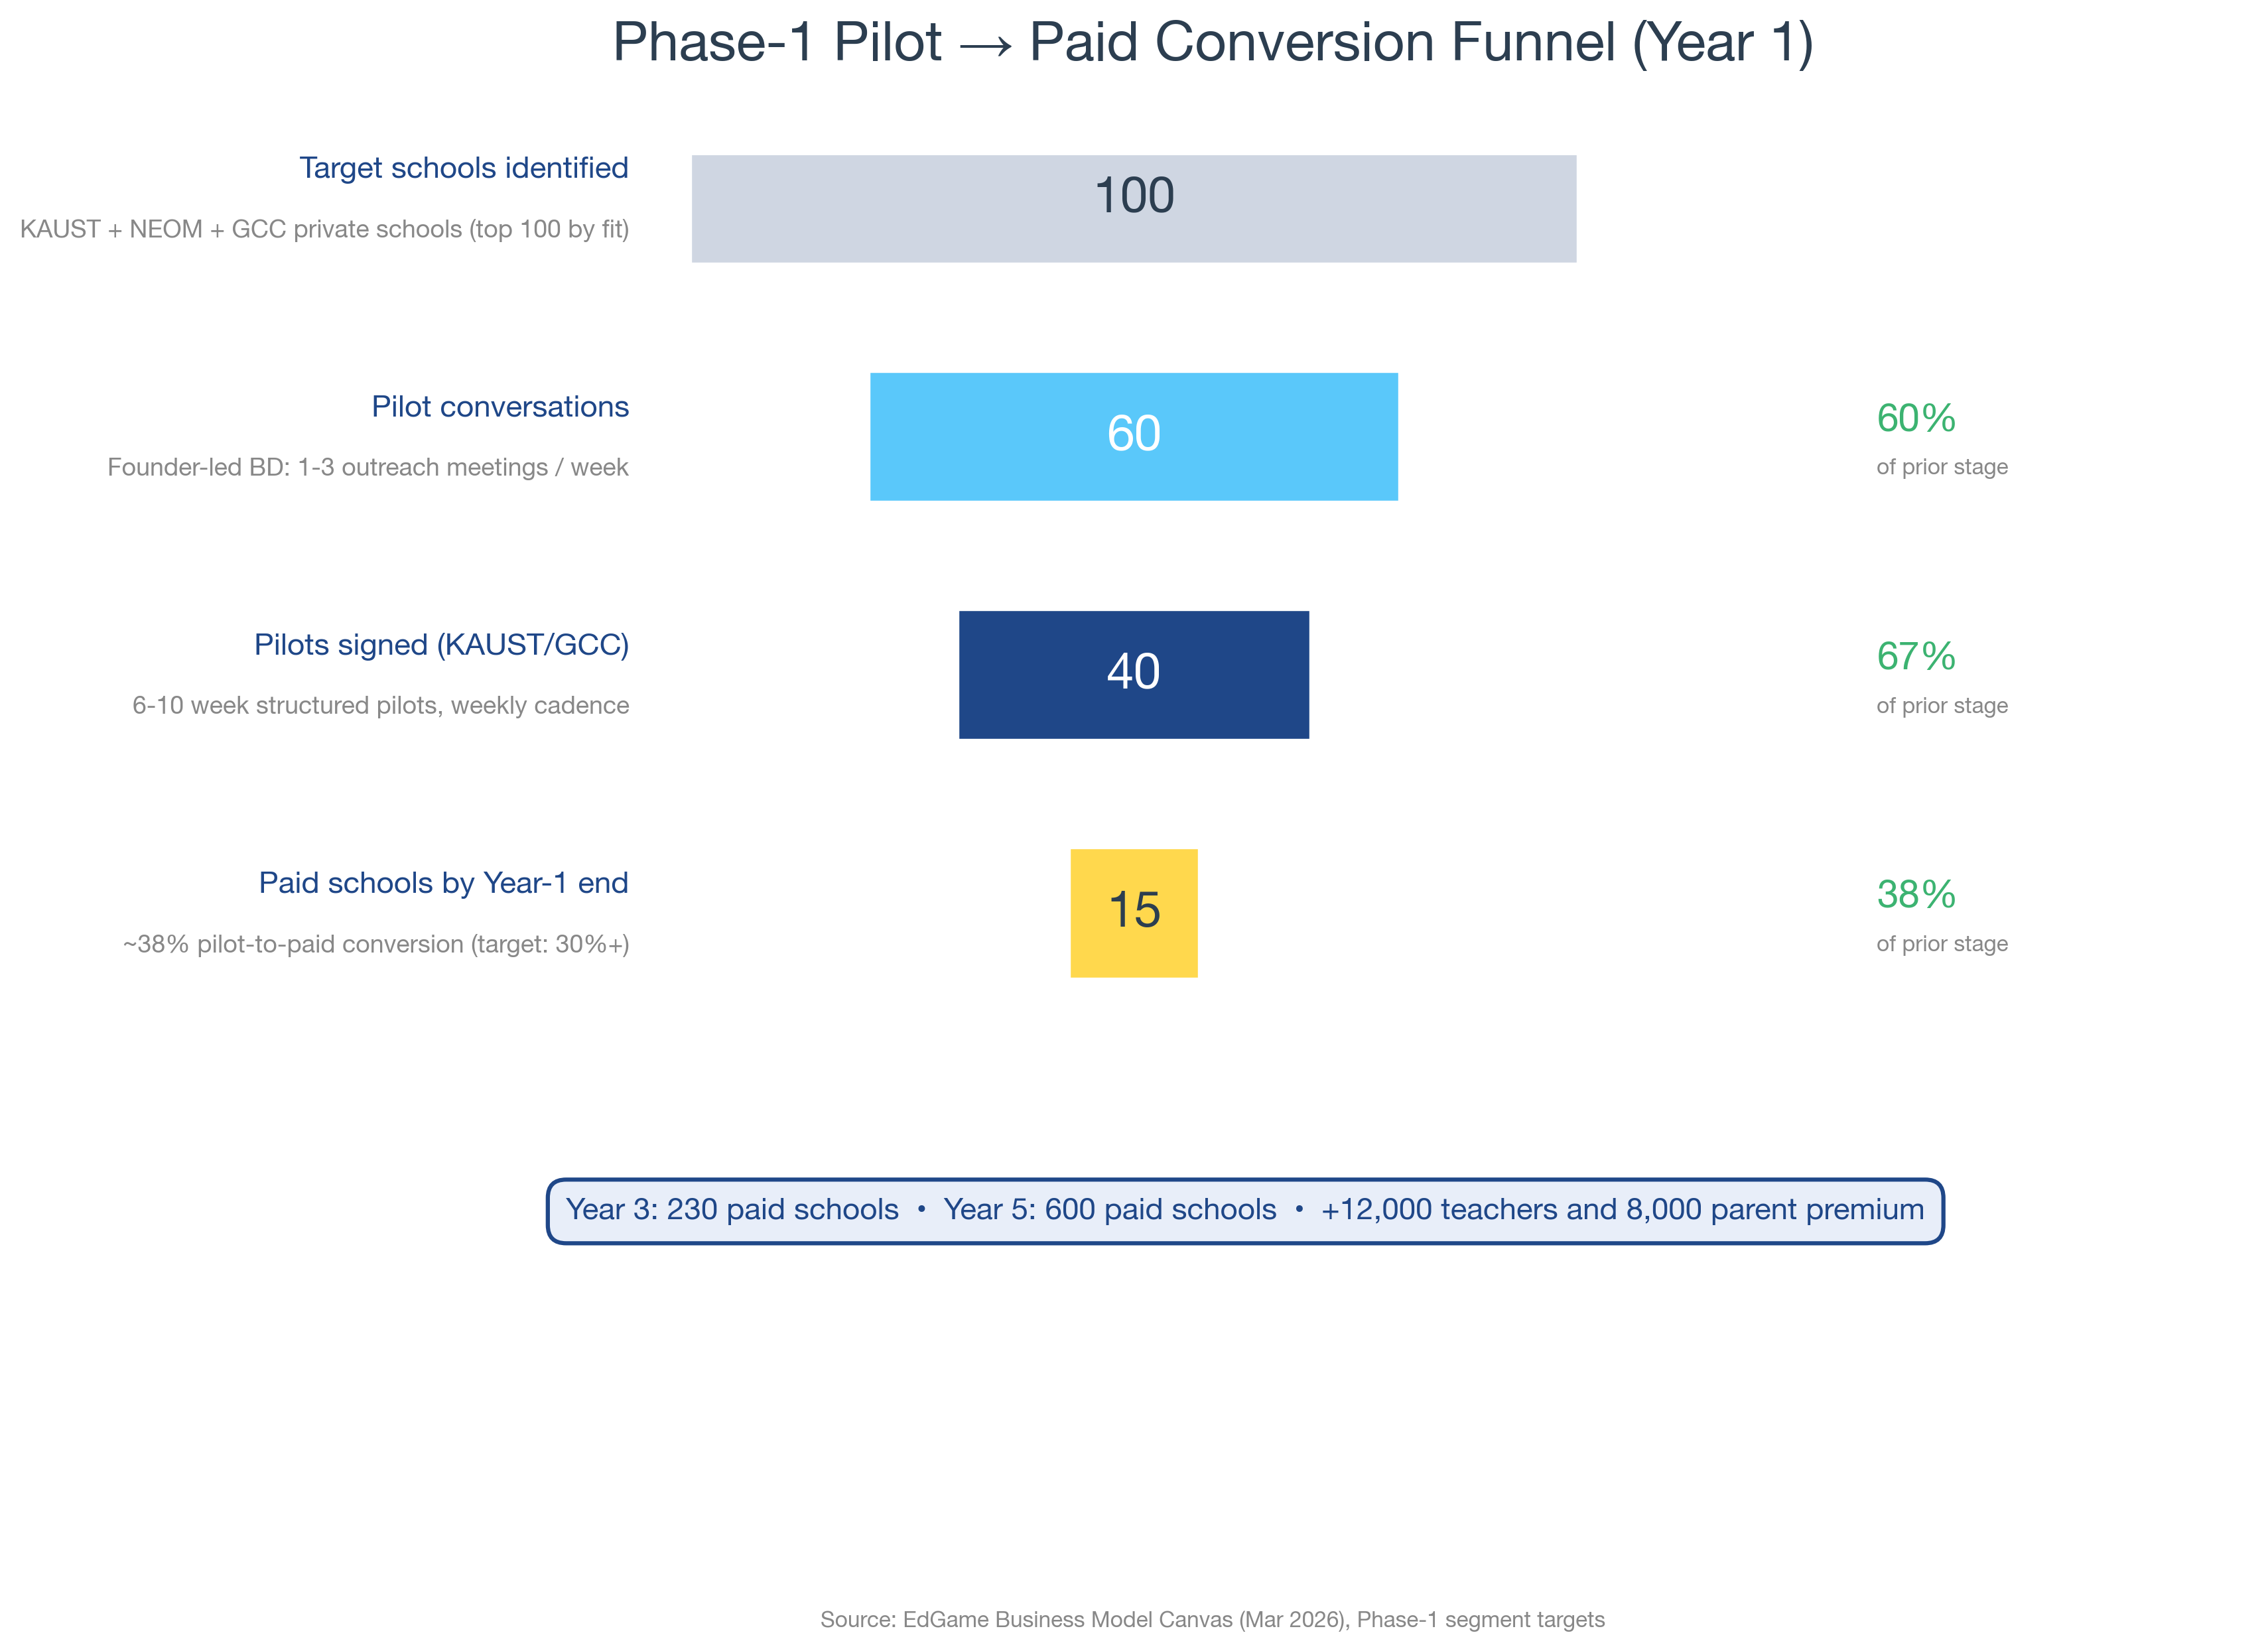 Phase-1 Pilot → Paid Conversion Funnel (Year 1)
Target schools identified
KAUST + NEOM + GCC private schools (top 100 by fit)
100
Pilot conversations
Founder-led BD: 1-3 outreach meetings / week
60
60%
of prior stage
Pilots signed (KAUST/GCC)
6-10 week structured pilots, weekly cadence
40
67%
of prior stage
Paid schools by Year-1 end
~38% pilot-to-paid conversion (target: 30%+)
15
38%
of prior stage
Year 3: 230 paid schools • Year 5: 600 paid schools • +12,000 teachers and 8,000 parent premium
Source: EdGame Business Model Canvas (Mar 2026), Phase-1 segment targets